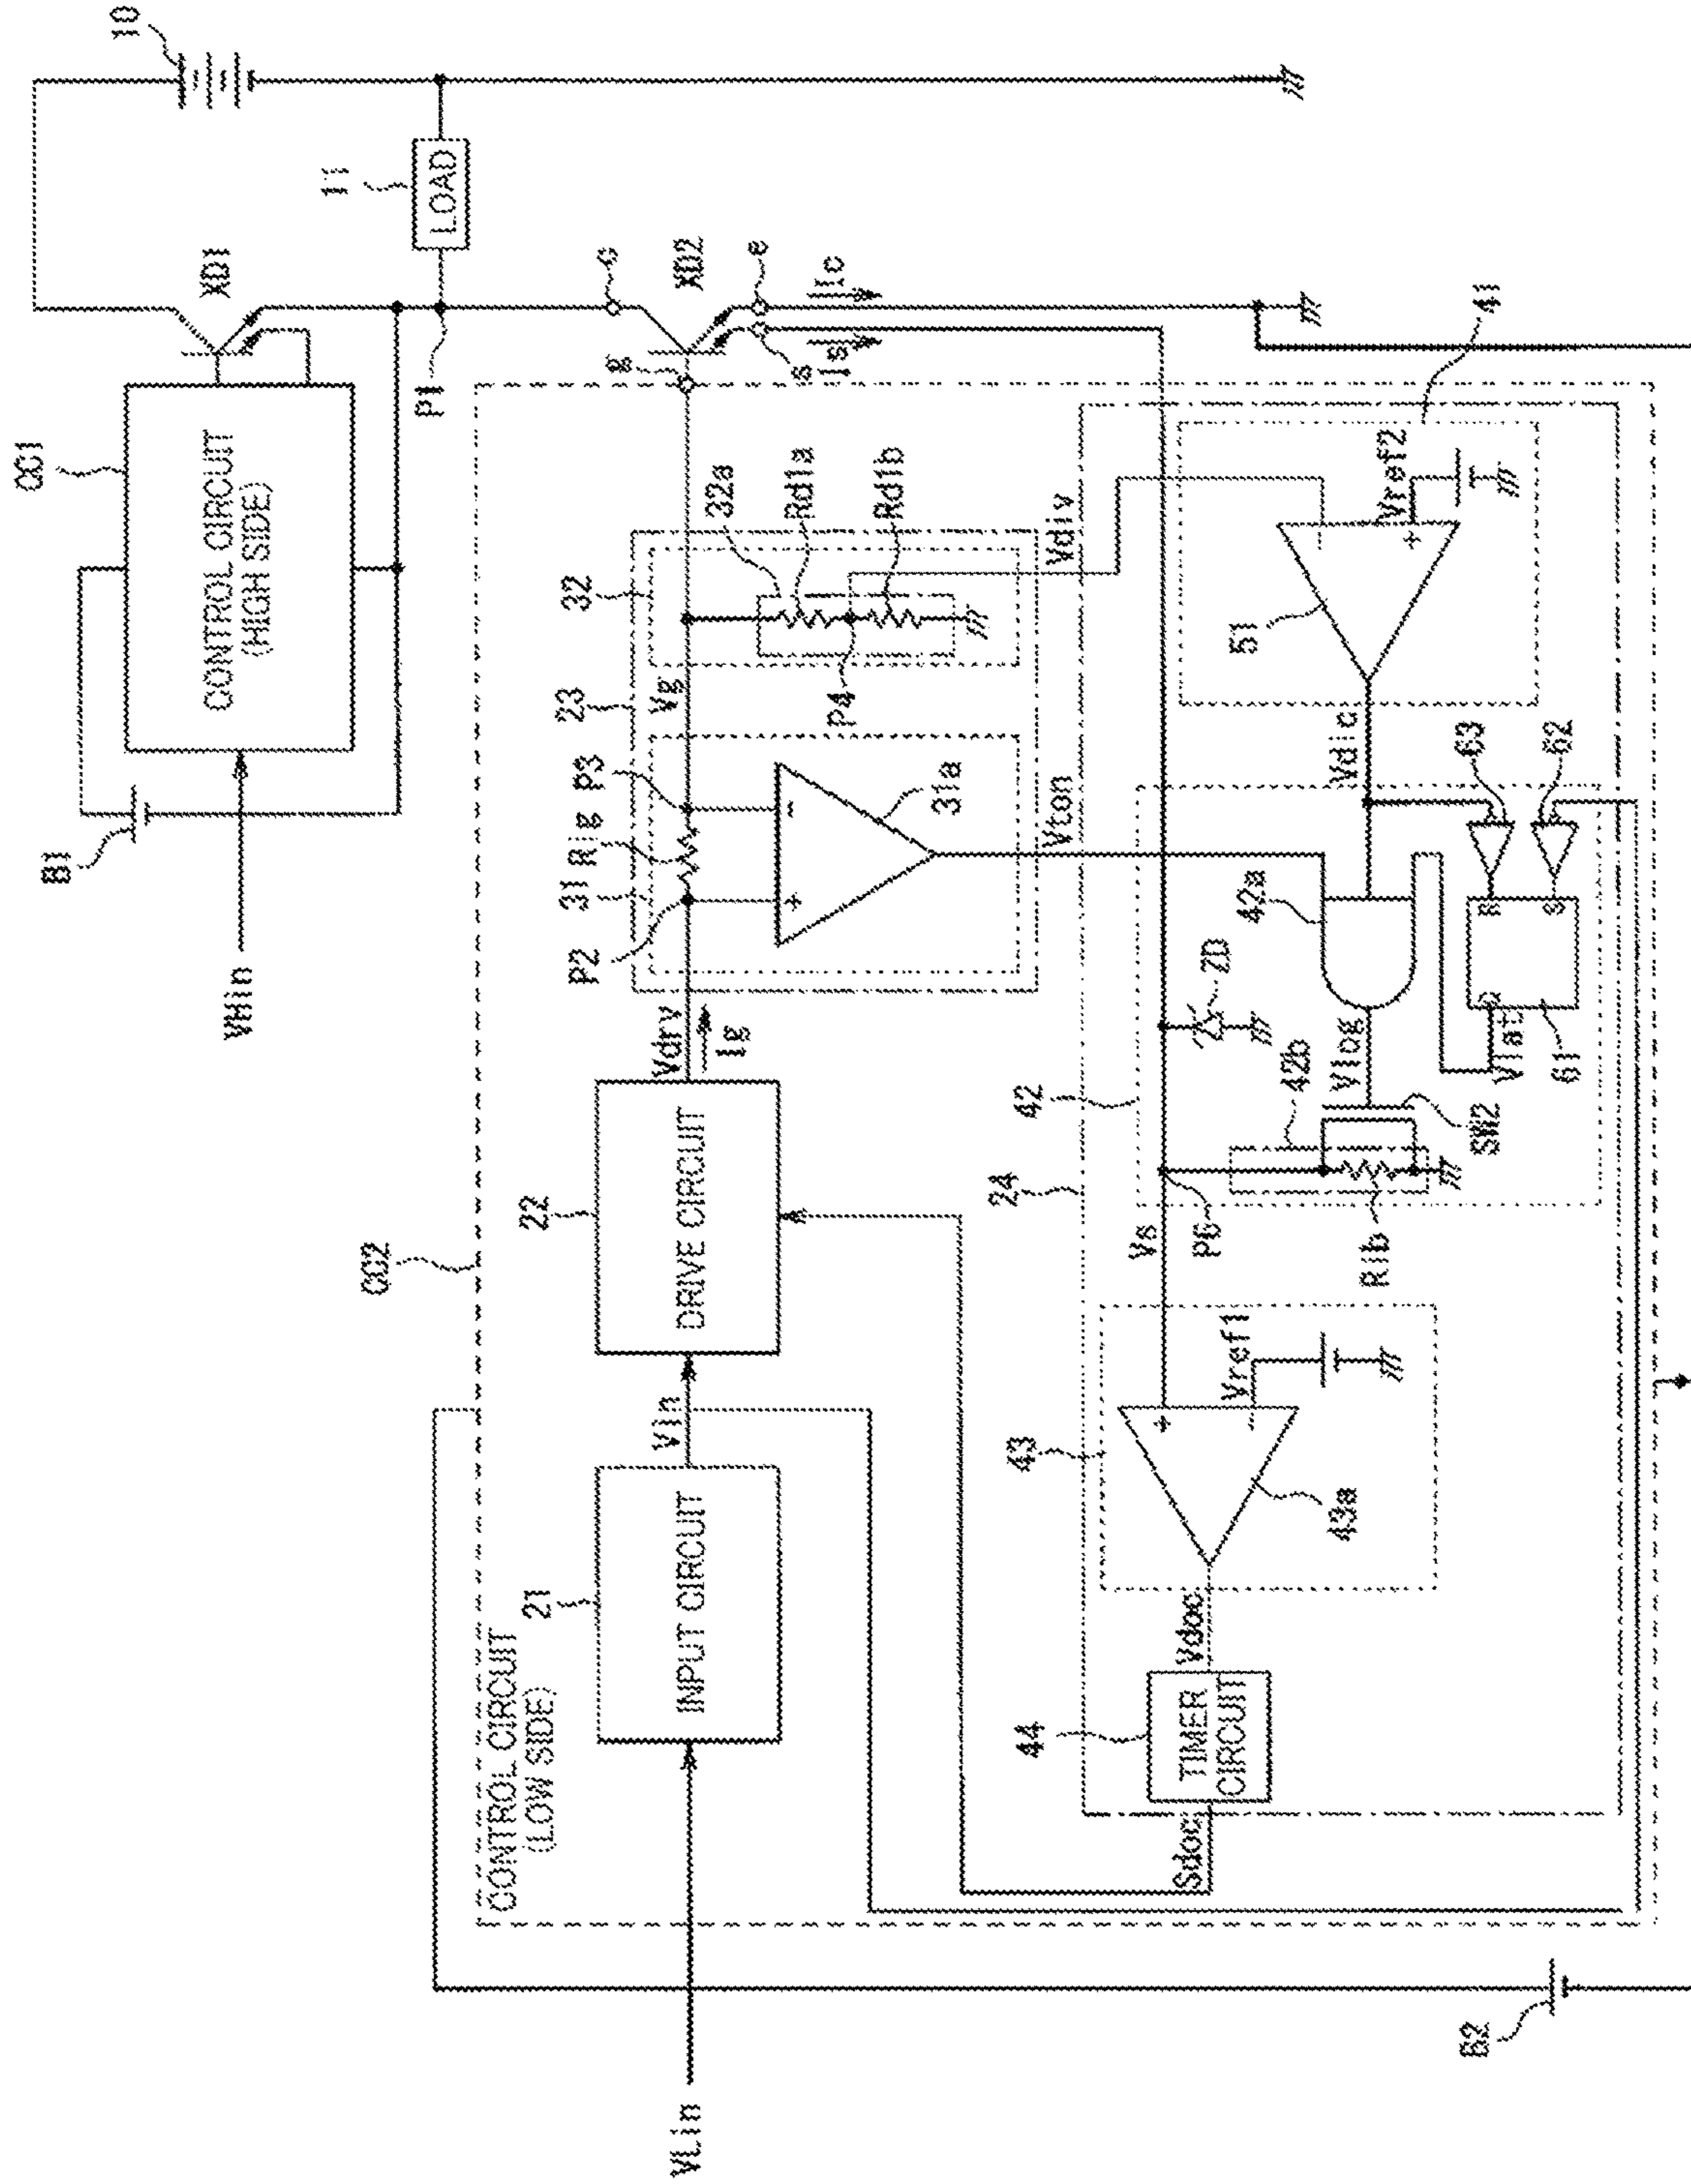 10
CC1
CONTROL CIRCUIT
(HIGH SIDE)
XD1
11
LOAD
B1
VHin
P1
CC2
c
XD2
g
e
s
Ic
Is
CONTROL CIRCUIT
(LOW SIDE)
21
INPUT CIRCUIT
VLin
Vin
22
DRIVE CIRCUIT
Vdrv
Ig
P2
31
Rig
P3
23
Vg
32
+
-
31a
32a
Rd1a
Rd1b
P4
Vton
Vdiv
24
42
43
44
TIMER
CIRCUIT
Sdoc
Vdoc
+
-
Vref1
43a
Vs
P6
Rib
42b
ZD
42a
Vlog
SW2
Vlat
61
Q
R
S
63
62
Vdic
51
-
+
Vref2
41
B2